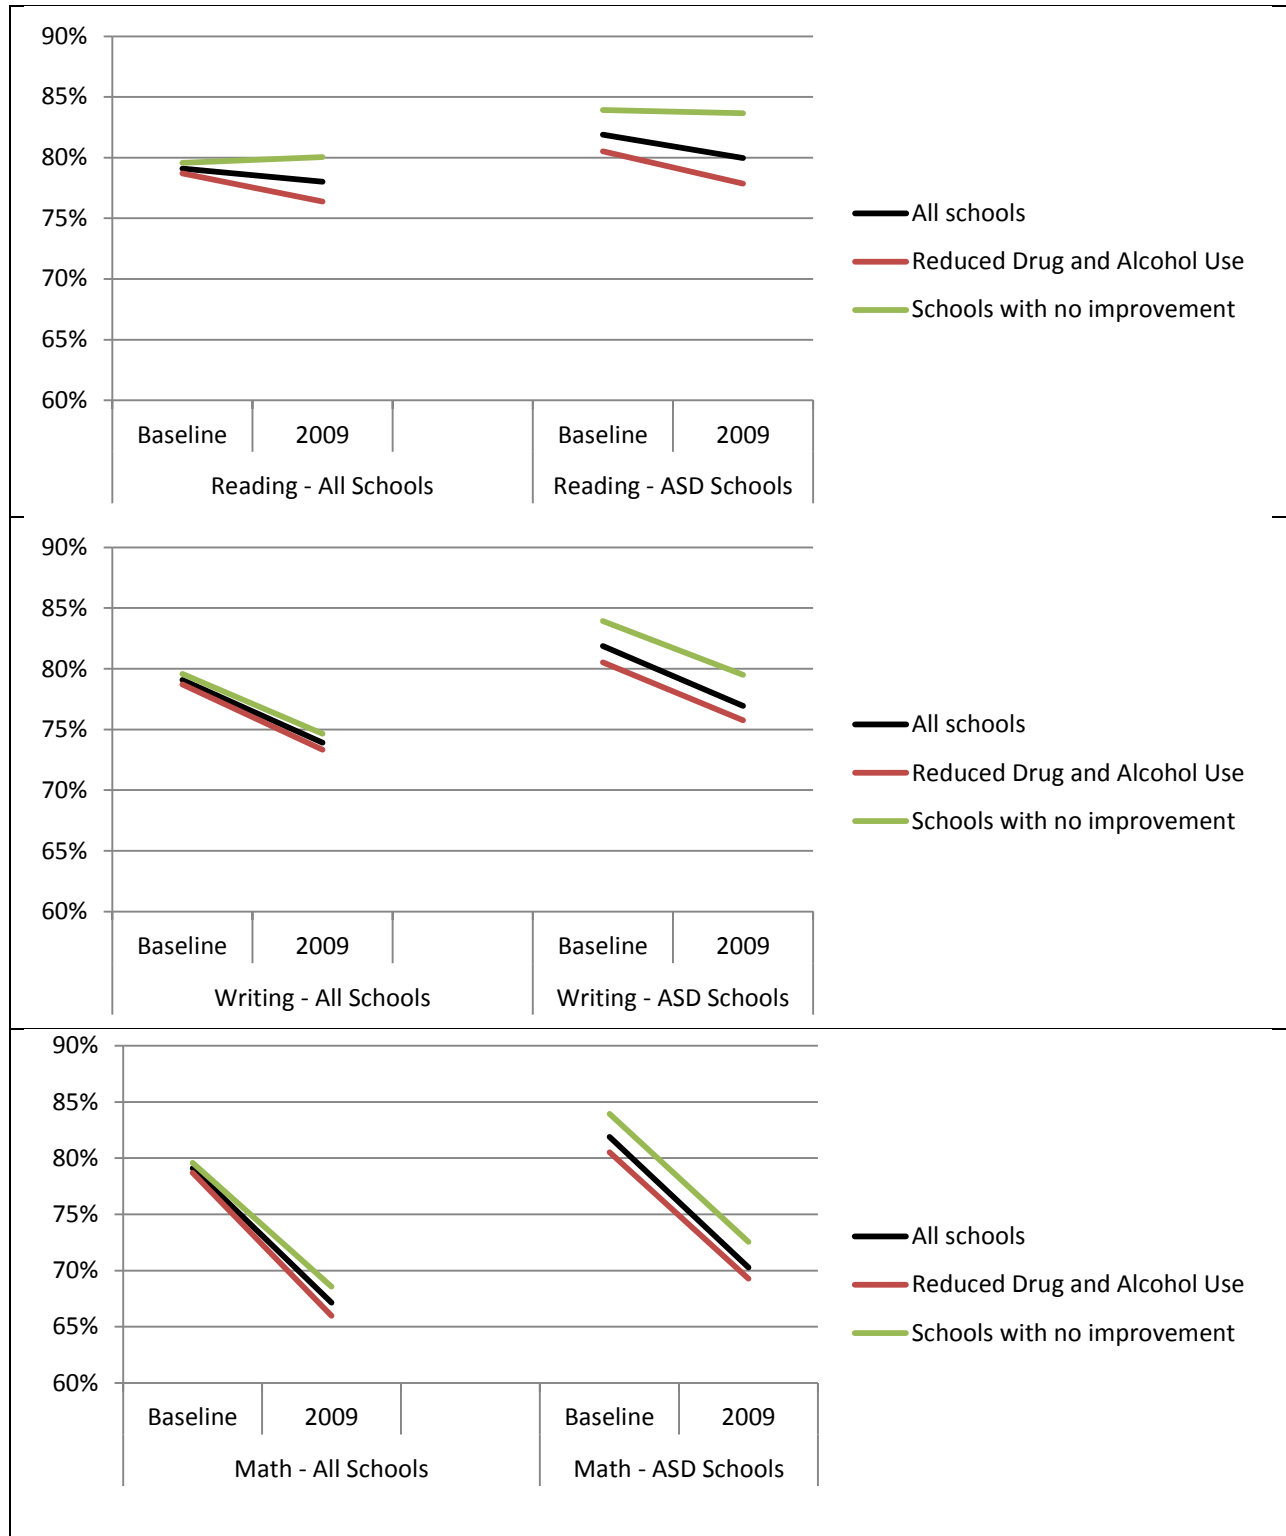 90%
85%
80%
75%
70%
65%
60%
Baseline 2009 Baseline 2009
Reading - All Schools Reading - ASD Schools
All schools
Reduced Drug and Alcohol Use
Schools with no improvement
90%
85%
80%
75%
70%
65%
60%
Baseline 2009 Baseline 2009
Writing - All Schools Writing - ASD Schools
All schools
Reduced Drug and Alcohol Use
Schools with no improvement
90%
85%
80%
75%
70%
65%
60%
Baseline 2009 Baseline 2009
Math - All Schools Math - ASD Schools
All schools
Reduced Drug and Alcohol Use
Schools with no improvement